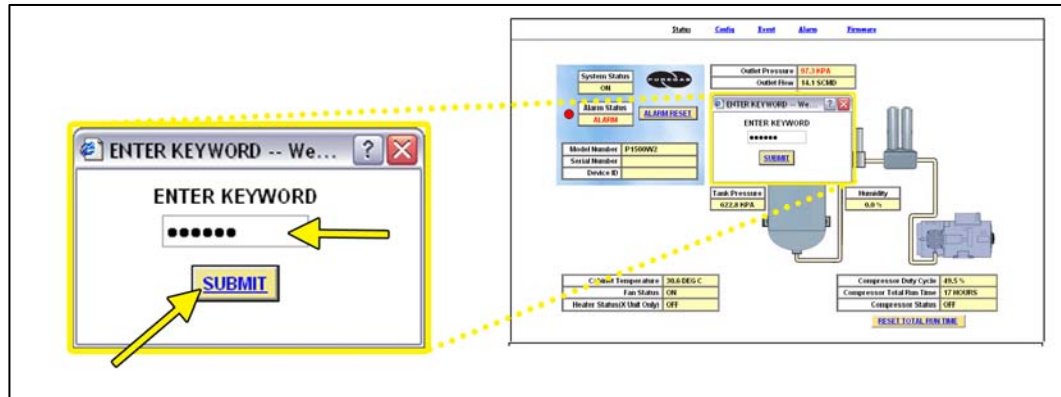 ENTER KEYWORD -- We...
ENTER KEYWORD
••••••
SUBMIT
Status Config Event Alarm Firmware
System Status
ON
PUREGAS
Alarm Status
ALARM
ALARM RESET
Model Number P1500W2
Serial Number
Device ID
Outlet Pressure 97.3 KPA
Outlet Flow 14.1 SCMD
ENTER KEYWORD -- We...
ENTER KEYWORD
••••••
SUBMIT
Tank Pressure
622.8 KPA
Humidity
0.0 %
Cabinet Temperature 30.6 DEG C
Fan Status ON
Heater Status(X Unit Only) OFF
Compressor Duty Cycle 49.5 %
Compressor Total Run Time 17 HOURS
Compressor Status OFF
RESET TOTAL RUN TIME